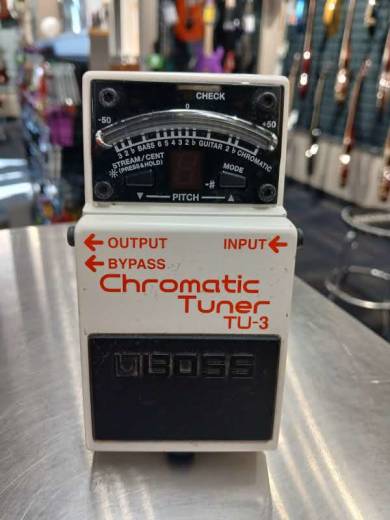 CHECK
-50 0 +50
3 2 ♭ BASS 6 5 4 3 2 ♭ GUITAR 2 ♭ CHROMATIC
STREAM/CENT MODE
(PRESS&HOLD)
-#
▼ PITCH ▲
← OUTPUT INPUT ←
← BYPASS
Chromatic
Tuner
TU-3
BOSS